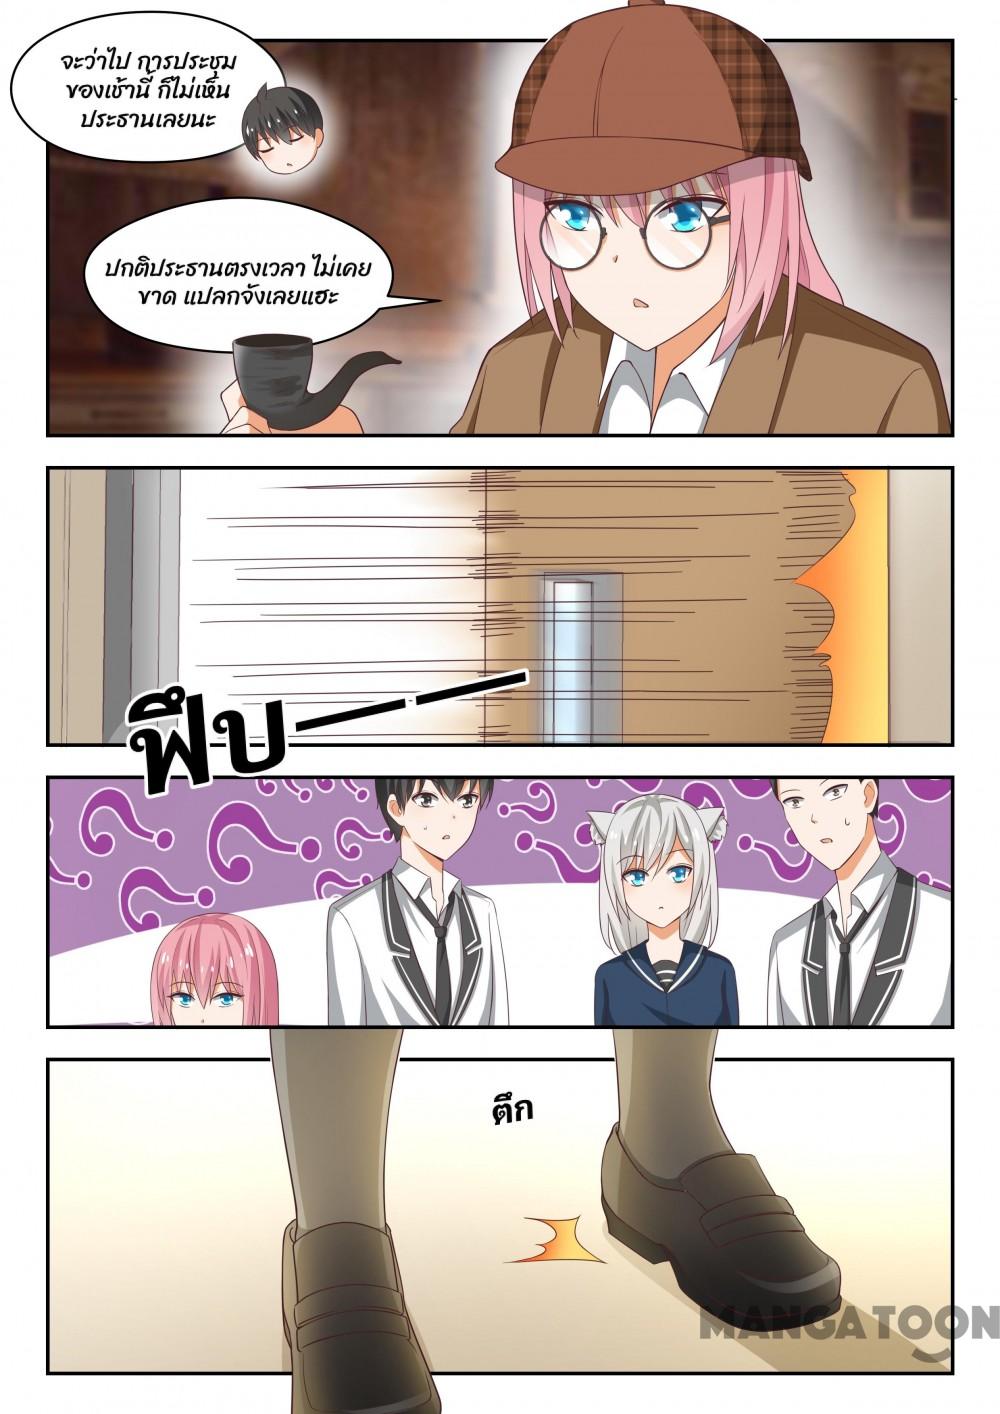 จะว่าไป การประชุม
ของเช้านี้ ก็ไม่เห็น
ประธานเลยนะ
ปกติประธานตรงเวลา ไม่เคย
ขาด แปลกจังเลยแฮะ
ฟึบ——
ตึก
MANGATOON